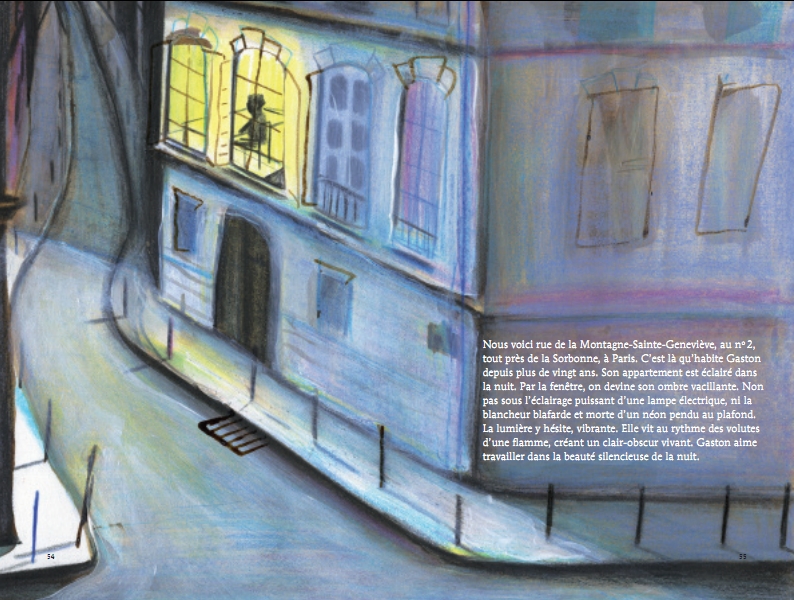 Nous voici rue de la Montagne-Sainte-Geneviève, au nº 2,
tout près de la Sorbonne, à Paris. C'est là qu'habite Gaston
depuis plus de vingt ans. Son appartement est éclairé dans
la nuit. Par la fenêtre, on devine son ombre vacillante. Non
pas sous l'éclairage puissant d'une lampe électrique, ni la
blancheur blafarde et morte d'un néon pendu au plafond.
La lumière y hésite, vibrante. Elle vit au rythme des volutes
d'une flamme, créant un clair-obscur vivant. Gaston aime
travailler dans la beauté silencieuse de la nuit.
54
55